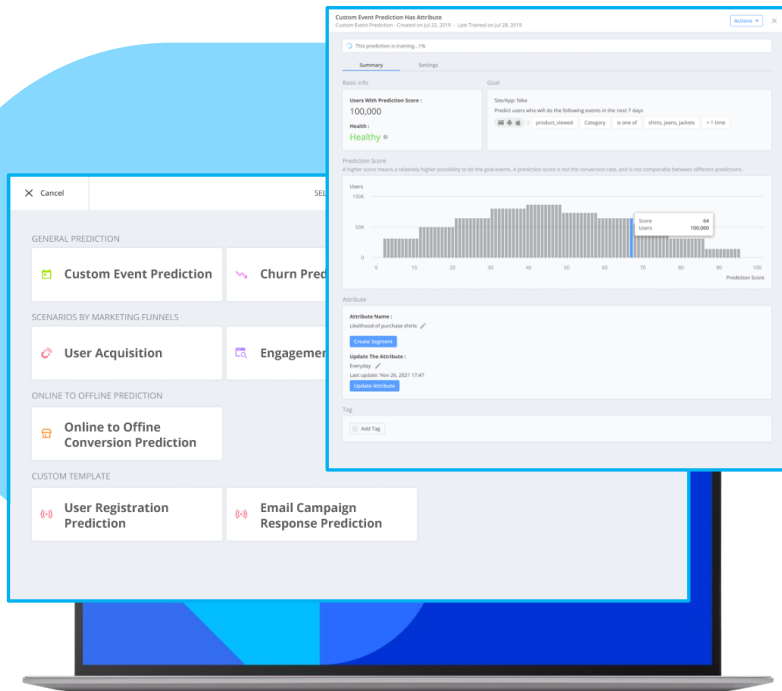 Custom Event Prediction Has Attribute
Custom Event Prediction - Created on Jul 22, 2019 - Last Trained on Jul 28, 2019
Actions
This prediction is training...1%
Summary
Settings
Basic Info
Users With Prediction Score :
100,000
Health :
Healthy
Goal
Site/App: Nike
Predict users who will do the following events in the next 7 days
: product_viewed Category is one of shirts, jeans, jackets > 1 time
Prediction Score
A higher score means a relatively higher possibility to do the goal events. A prediction score is not the conversion rate, and is not comparable between different predictions.
Users
100K
50K
0
Score 64
Users 100,000
0 10 20 30 40 50 60 70 80 90 100
Prediction Score
Attribute
Attribute Name :
Likelihood of purchase shirts
Create Segment
Update The Attribute :
Everyday
Last update: Nov 26, 2021 17:47
Update Attribute
Tag
Add Tag
Cancel
GENERAL PREDICTION
Custom Event Prediction
SCENARIOS BY MARKETING FUNNELS
User Acquisition
ONLINE TO OFFLINE PREDICTION
Online to Offine
Conversion Prediction
CUSTOM TEMPLATE
User Registration
Prediction
Email Campaign
Response Prediction
Churn Pred
Engagemen